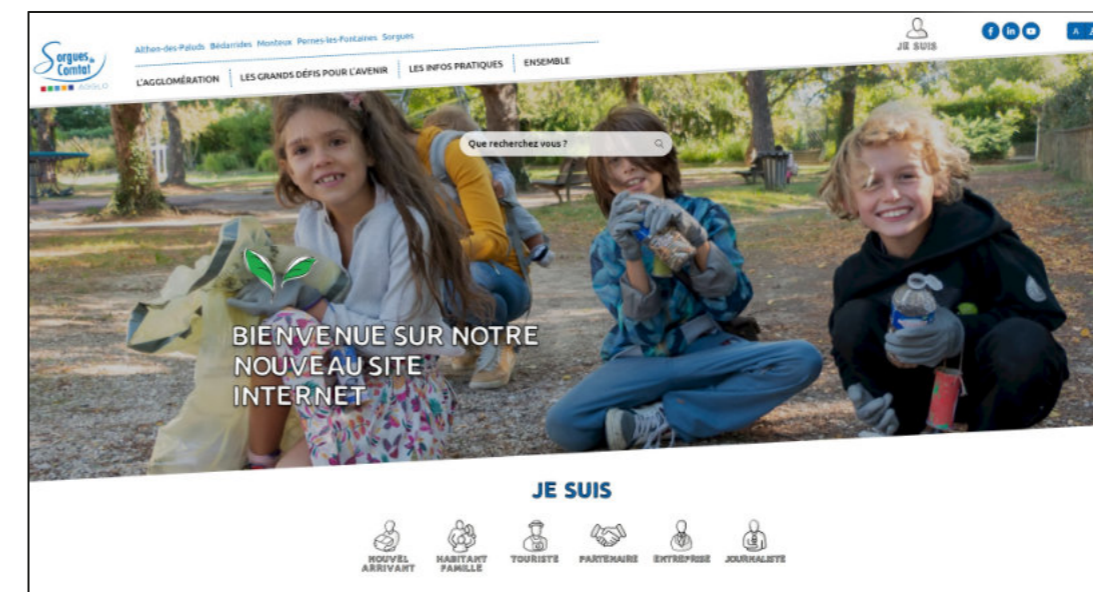 Sorgues du
Comtat
AGGLO
Althen-des-Paluds Bédarrides Monteux Pernes-les-Fontaines Sorgues
JE SUIS
A
L'AGGLOMÉRATION LES GRANDS DÉFIS POUR L'AVENIR LES INFOS PRATIQUES ENSEMBLE
Que recherchez vous ?
BIENVENUE SUR NOTRE
NOUVEAU SITE
INTERNET
JE SUIS
NOUVEL
ARRIVANT
HABITANT
FAMILLE
TOURISTE
PARTENAIRE
ENTREPRISE
JOURNALISTE